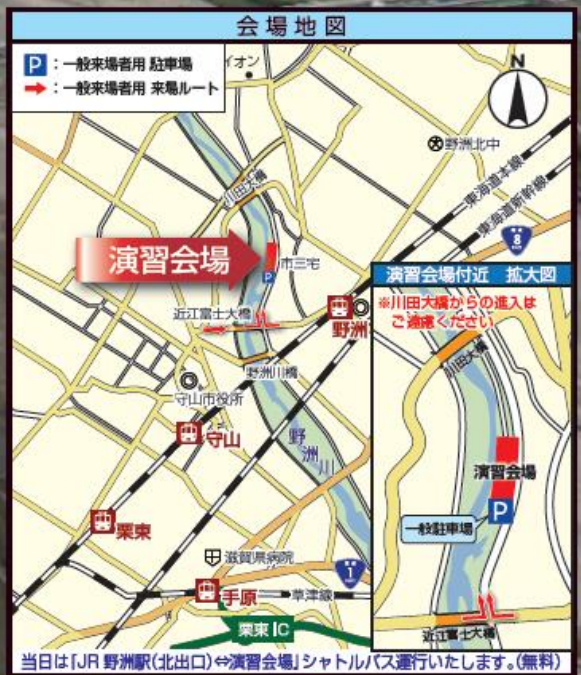 会場地図
P：一般来場者用 駐車場
→：一般来場者用 来場ルート
イオン
N
野洲北中
川田大橋
東海道本線
東海道新幹線
8
演習会場
市三宅
P
近江富士大橋
野洲
野洲川橋
守山市役所
守山
野洲川
栗東
滋賀県病院
1
手原
草津線
栗東IC
演習会場付近 拡大図
※川田大橋からの進入は
ご遠慮ください
川田大橋
演習会場
P
一般駐車場
近江富士大橋
当日は「JR 野洲駅(北出口)⇔演習会場」シャトルバス運行いたします。(無料)